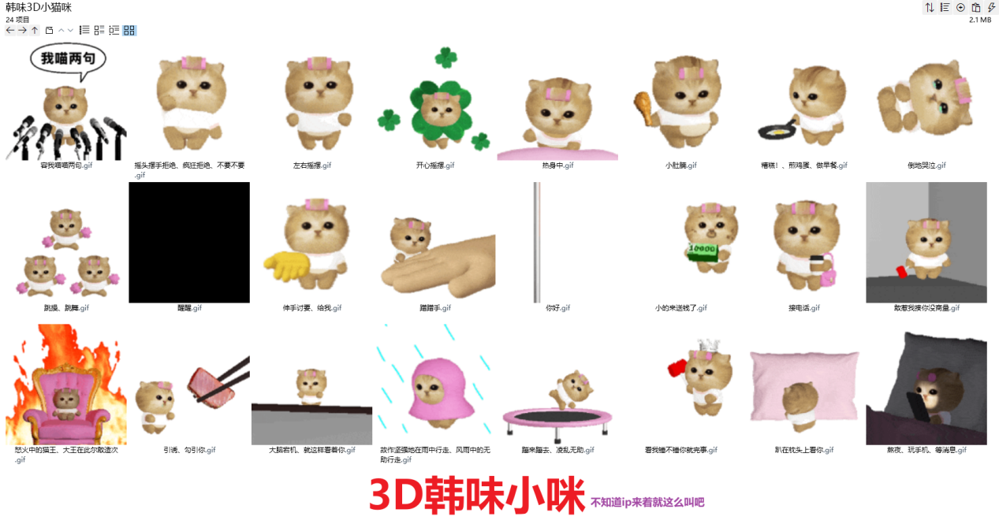 韩味3D小猫咪
24 项目
2.1 MB
我喵两句
容我喵喵两句.gif
摇头摆手拒绝、疯狂拒绝、不要不要
.gif
左右摇摆.gif
开心摇摆.gif
热身中.gif
小肚腩.gif
糟糕！、煎鸡蛋、做早餐.gif
倒地哭泣.gif
10000
跳操、跳舞.gif
醒醒.gif
伸手讨要、给我.gif
蹭蹭手.gif
你好.gif
小的来送钱了.gif
接电话.gif
敢惹我揍你没商量.gif
怒火中的猫王、大王在此尔敢造次
.gif
引诱、勾引你.gif
大脑宕机、就这样看着你.gif
故作坚强地在雨中行走、风雨中的无
助行走.gif
蹦来蹦去、凌乱无助.gif
看我锤不锤你就完事.gif
趴在枕头上看你.gif
熬夜、玩手机、等消息.gif
3D韩味小咪
不知道ip来着就这么叫吧